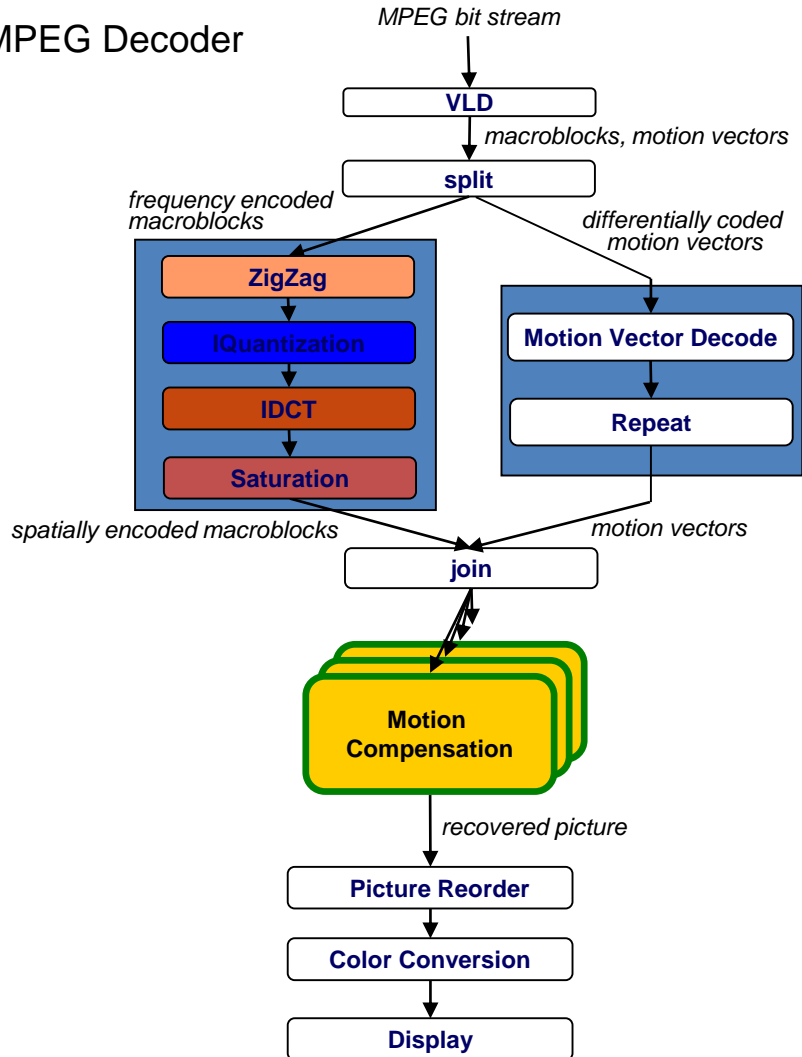 MPEG bit stream
MPEG Decoder
VLD
macroblocks, motion vectors
split
frequency encoded
macroblocks
differentially coded
motion vectors
ZigZag
IQuantization
IDCT
Saturation
Motion Vector Decode
Repeat
spatially encoded macroblocks
motion vectors
join
Motion
Compensation
recovered picture
Picture Reorder
Color Conversion
Display